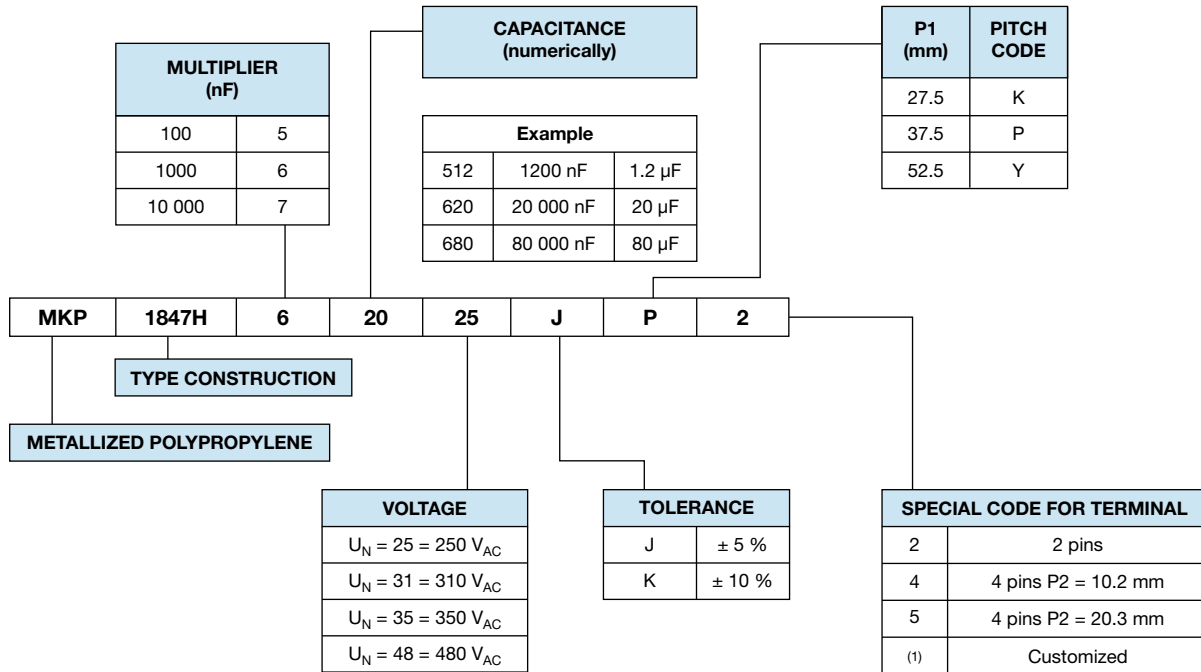 CAPACITANCE
(numerically)
P1
(mm)
PITCH
CODE
27.5 K
37.5 P
52.5 Y
MULTIPLIER
(nF)
100 5
1000 6
10 000 7
Example
512 1200 nF 1.2 µF
620 20 000 nF 20 µF
680 80 000 nF 80 µF
MKP 1847H 6 20 25 J P 2
TYPE CONSTRUCTION
METALLIZED POLYPROPYLENE
VOLTAGE
U_N = 25 = 250 V_AC
U_N = 31 = 310 V_AC
U_N = 35 = 350 V_AC
U_N = 48 = 480 V_AC
TOLERANCE
J ± 5 %
K ± 10 %
SPECIAL CODE FOR TERMINAL
2 2 pins
4 4 pins P2 = 10.2 mm
5 4 pins P2 = 20.3 mm
(1) Customized